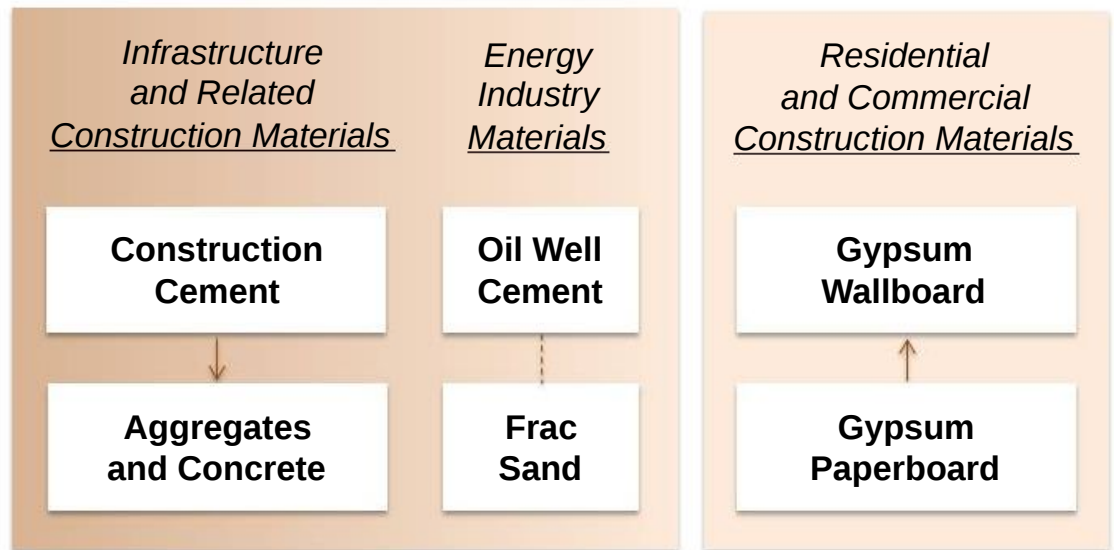 Infrastructure
and Related
Construction Materials
Construction
Cement
Aggregates
and Concrete
Energy
Industry
Materials
Oil Well
Cement
Frac
Sand
Residential
and Commercial
Construction Materials
Gypsum
Wallboard
Gypsum
Paperboard